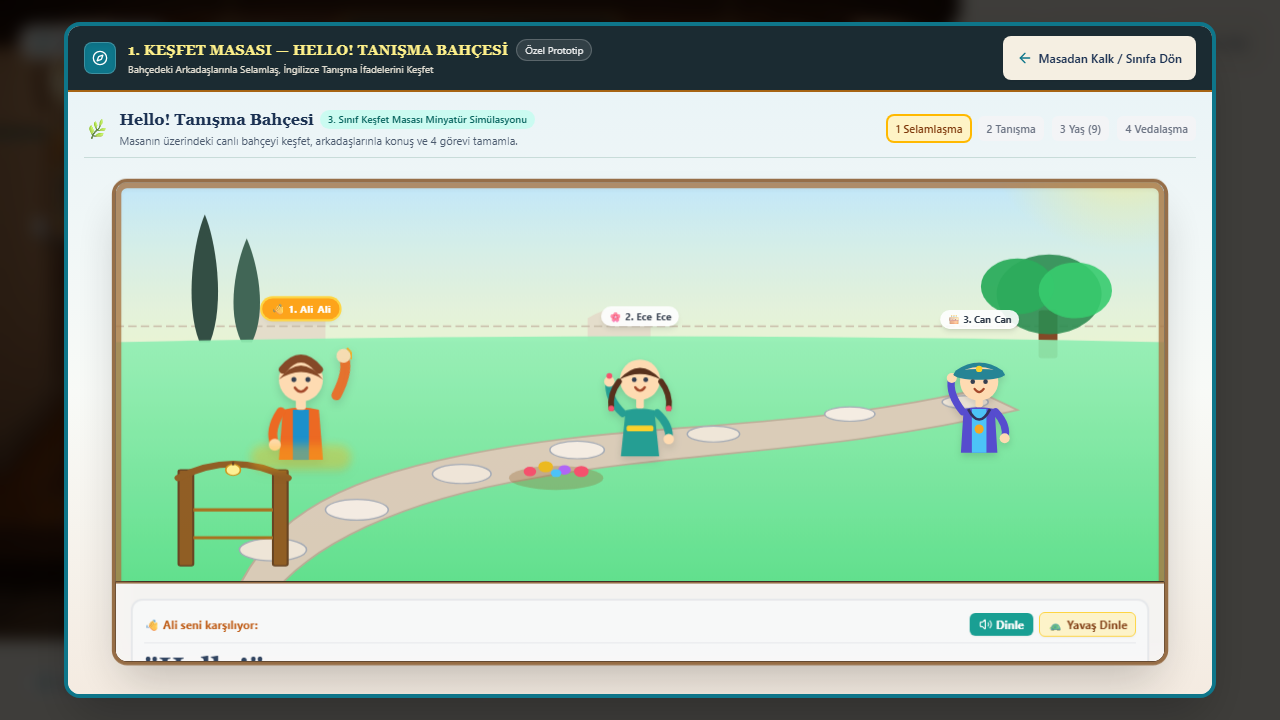 1. KEŞFET MASASI — HELLO! TANIŞMA BAHÇESİ
Özel Prototip
Bahçedeki Arkadaşlarınla Selamlaş, İngilizce Tanışma İfadelerini Keşfet
Masadan Kalk / Sınıfa Dön
Hello! Tanışma Bahçesi
3. Sınıf Keşfet Masası Minyatür Simülasyonu
Masanın üzerindeki canlı bahçeyi keşfet, arkadaşlarınla konuş ve 4 görevi tamamla.
1 Selamlaşma
2 Tanışma
3 Yaş (9)
4 Vedalaşma
1. Ali Ali
2. Ece Ece
3. Can Can
Ali seni karşılıyor:
Dinle
Yavaş Dinle